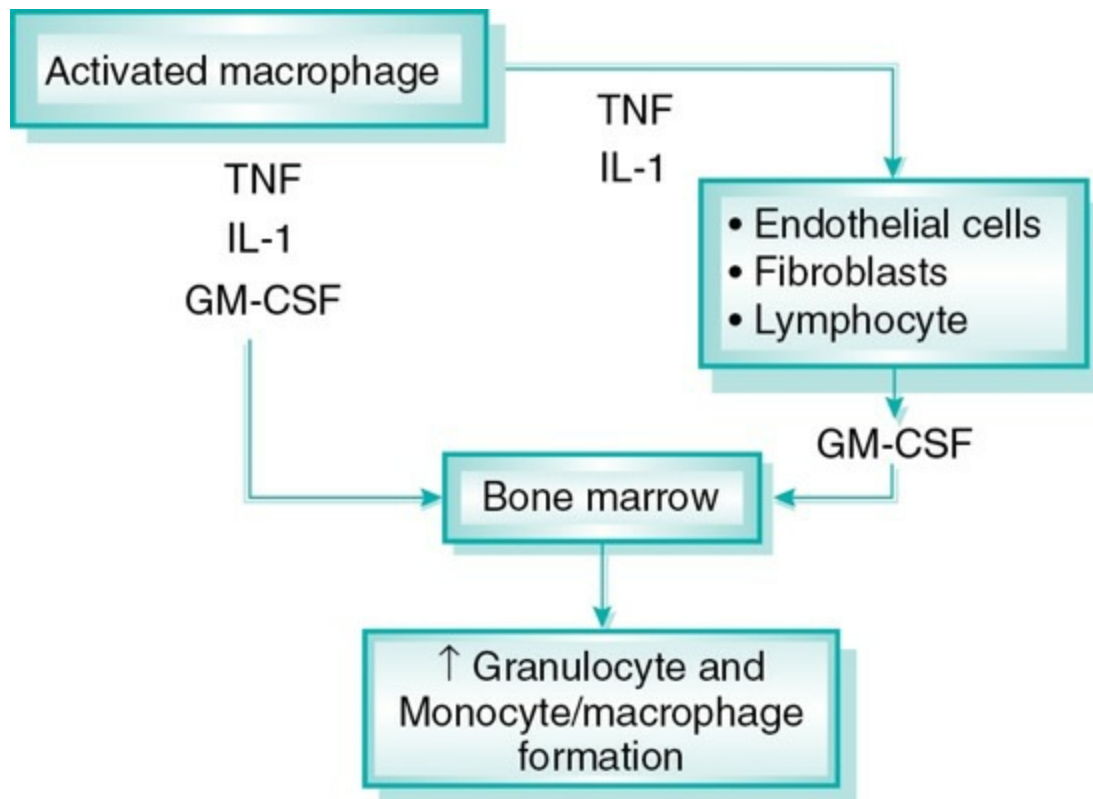 Activated macrophage
TNF
IL-1
TNF
IL-1
GM-CSF
• Endothelial cells
• Fibroblasts
• Lymphocyte
GM-CSF
Bone marrow
↑ Granulocyte and
Monocyte/macrophage
formation